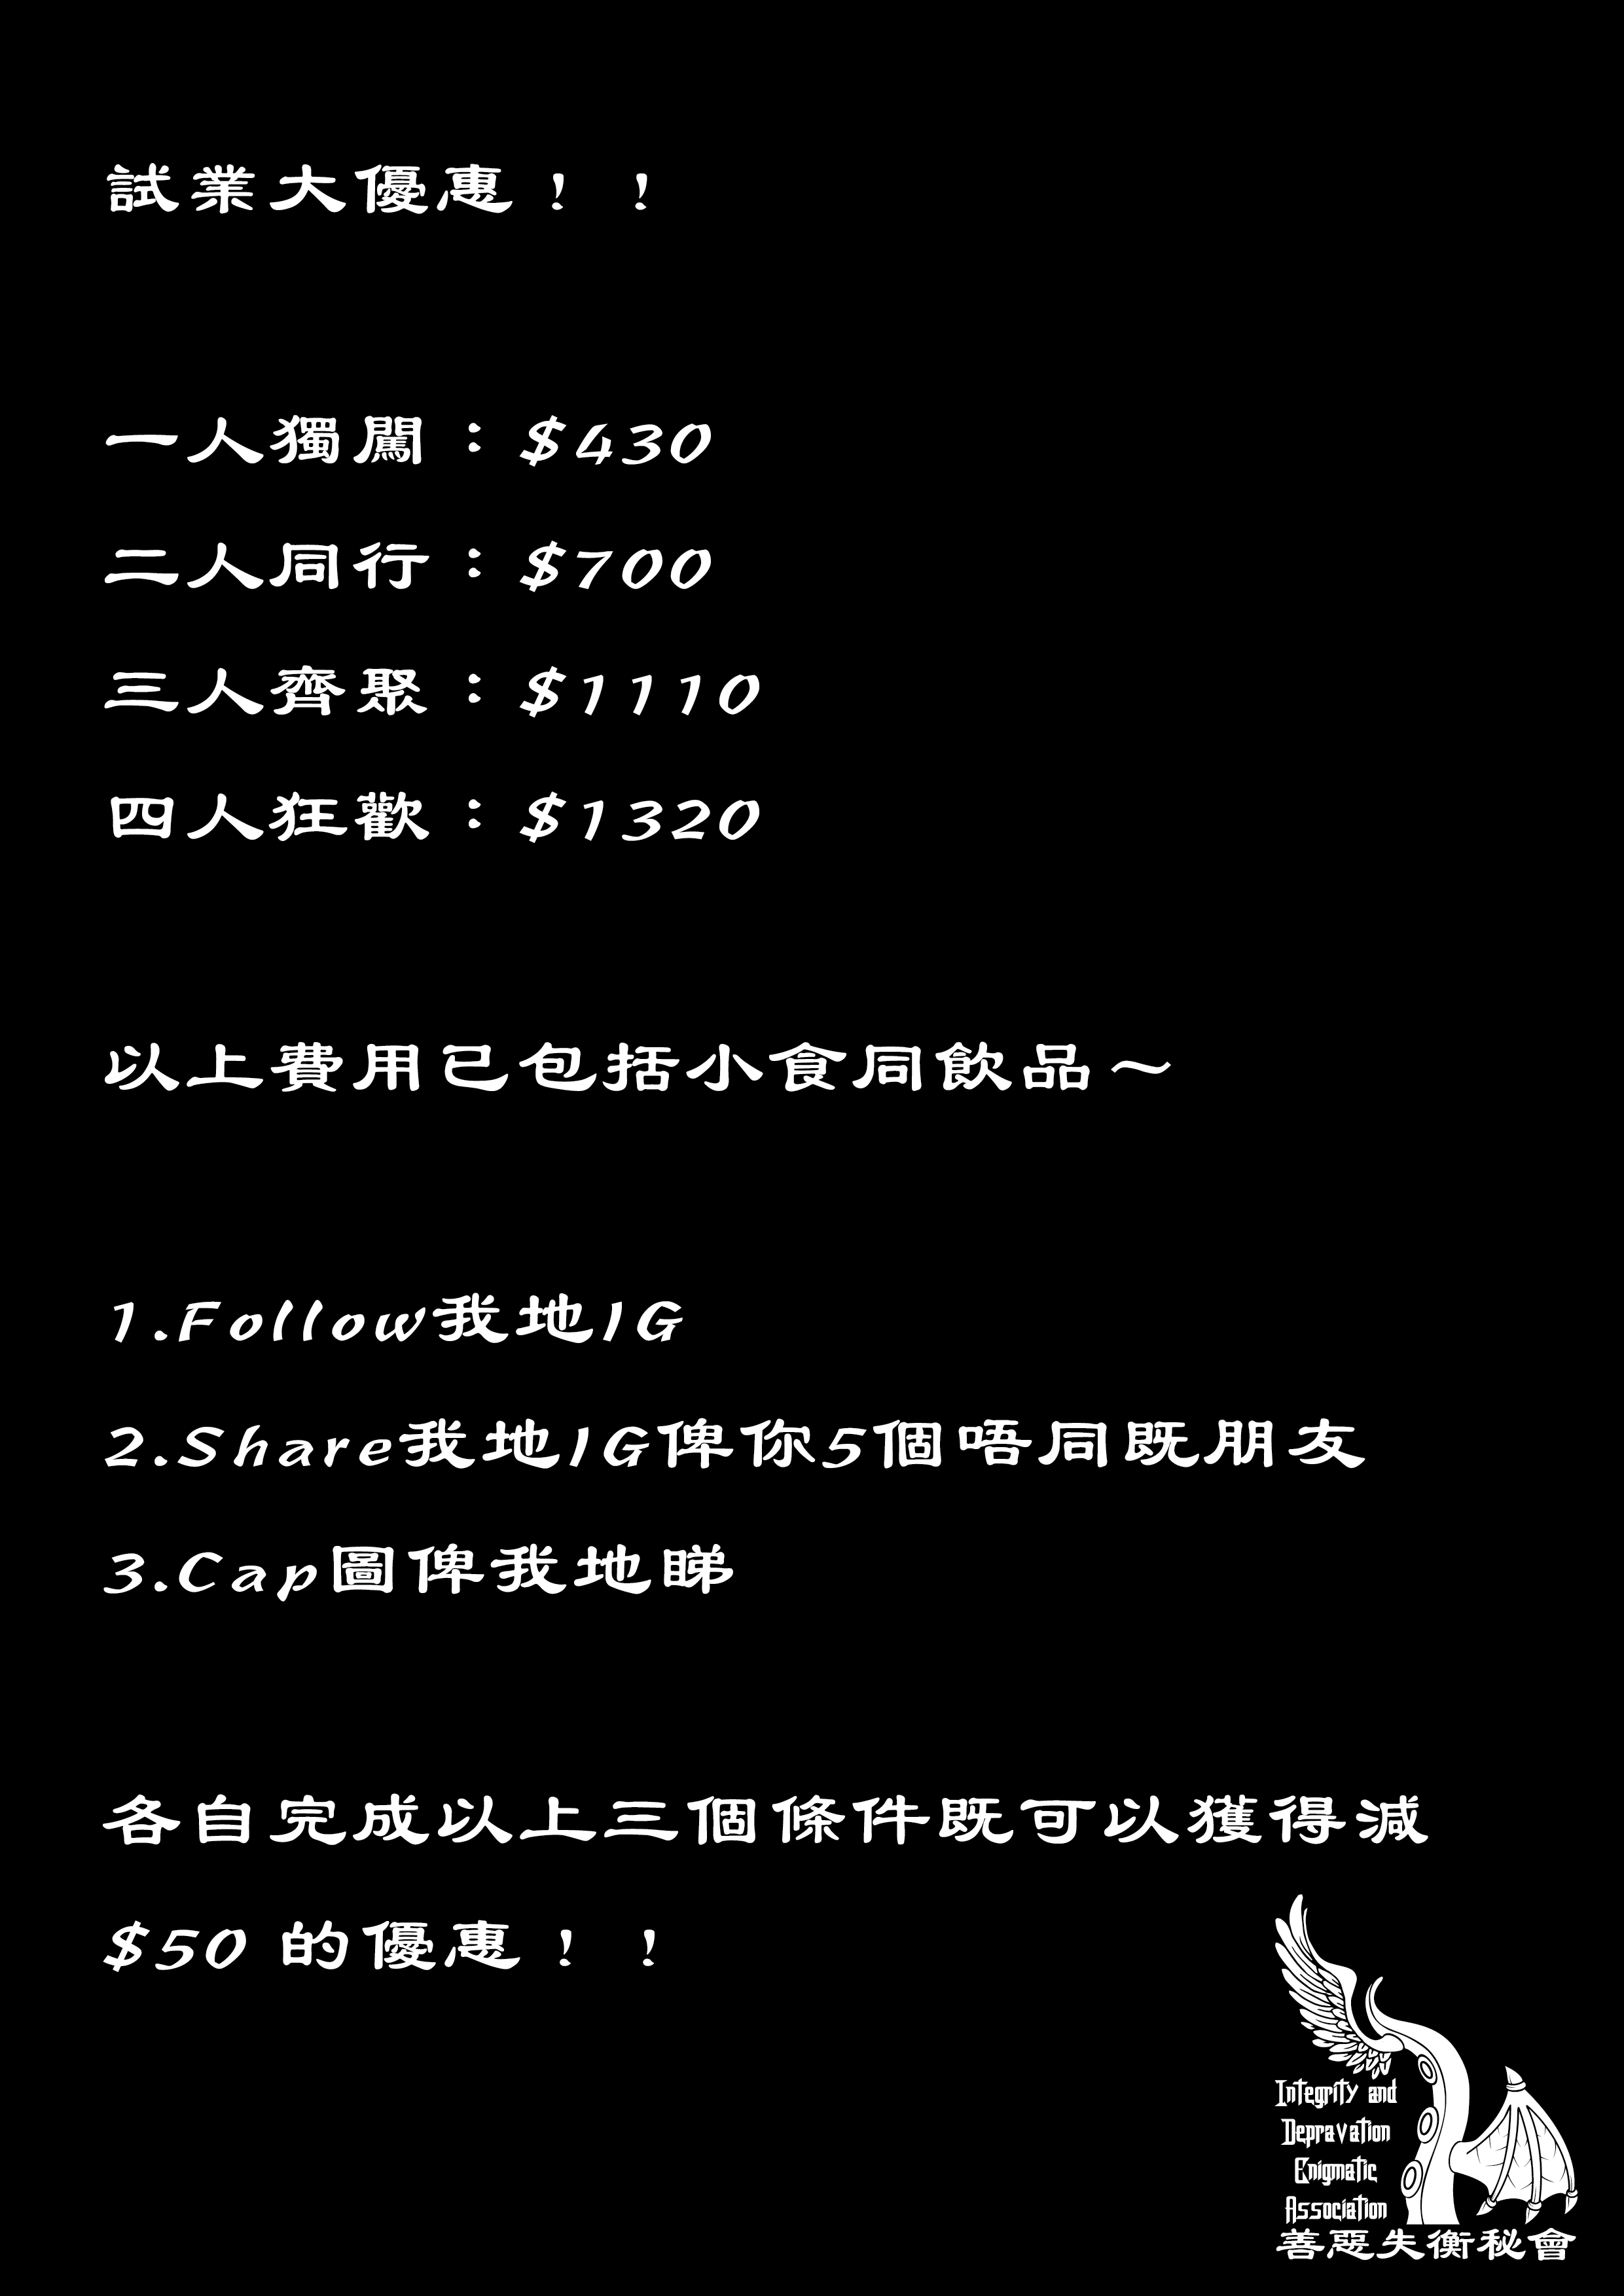 試業大優惠！！
一人獨闖：$430
二人同行：$700
三人齊聚：$1110
四人狂歡：$1320
以上費用已包括小食同飲品～
1.Follow我地IG
2.Share我地IG俾你5個唔同既朋友
3.Cap圖俾我地睇
各自完成以上三個條件既可以獲得減
$50 的優惠！！
Integrity and
Depravation
Enigmatic
Association
善惡失衡秘會